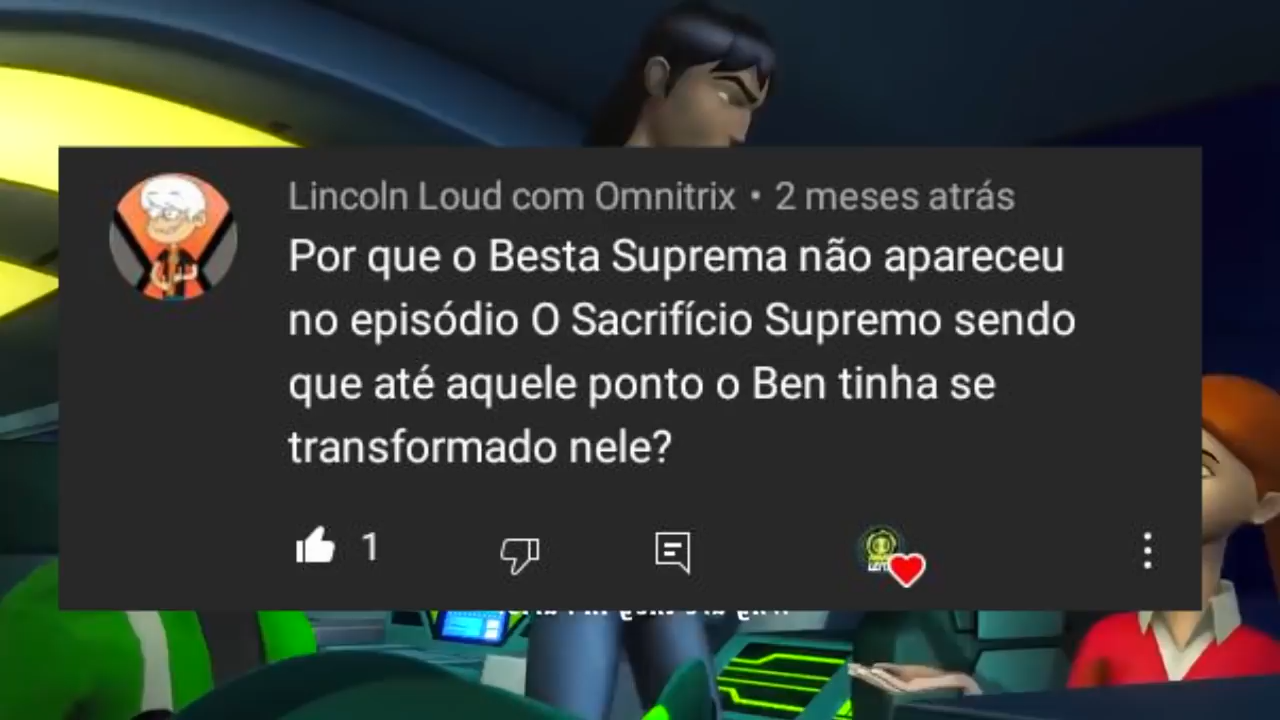 Lincoln Loud com Omnitrix • 2 meses atrás
Por que o Besta Suprema não apareceu
no episódio O Sacrifício Supremo sendo
que até aquele ponto o Ben tinha se
transformado nele?
1